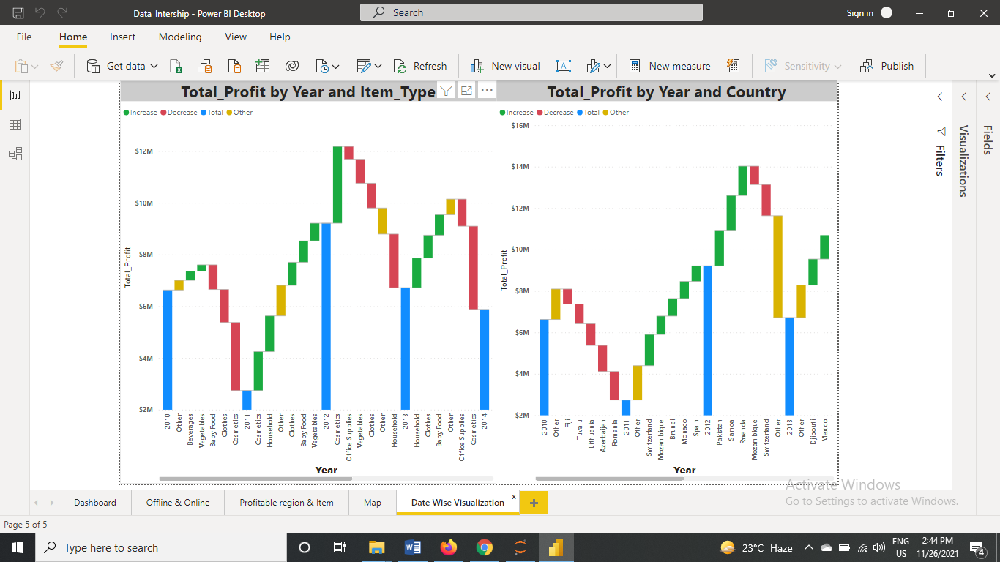 Data_Intership - Power BI Desktop
Search
Sign in
File
Home
Insert
Modeling
View
Help
Get data
Refresh
New visual
New measure
Sensitivity
Publish
Total_Profit by Year and Item_Type
Increase Decrease Total Other
$12M
$10M
$8M
$6M
$4M
$2M
Total_Profit
2010
Other
Beverages
Vegetables
Baby Food
Clothes
Cosmetics
2011
Cosmetics
Household
Other
Clothes
Baby Food
Vegetables
2012
Cosmetics
Office Supplies
Vegetables
Clothes
Other
Household
2013
Household
Clothes
Baby Food
Other
Office Supplies
Cosmetics
2014
Year
Total_Profit by Year and Country
Increase Decrease Total Other
$16M
$14M
$12M
$10M
$8M
$6M
$4M
$2M
Total_Profit
2010
Other
Fiji
Tuvalu
Lithuania
Azerbaijan
Romania
2011
Other
Switzerland
Mozambique
Brunei
Monaco
Spain
2012
Pakistan
Samoa
Rwanda
Mozambique
Switzerland
Other
2013
Other
Djibouti
Mexico
Year
Filters
Visualizations
Fields
Activate Windows
Go to Settings to activate Windows.
Dashboard
Offline & Online
Profitable region & Item
Map
Date Wise Visualization
x
+
Page 5 of 5
Type here to search
23°C Haze
ENG
US
2:44 PM
11/26/2021
4